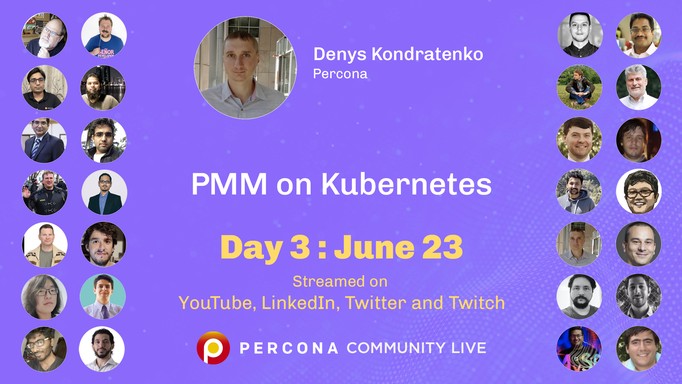 Denys Kondratenko
Percona
PMM on Kubernetes
Day 3 : June 23
Streamed on
YouTube, LinkedIn, Twitter and Twitch
PERCONA COMMUNITY LIVE